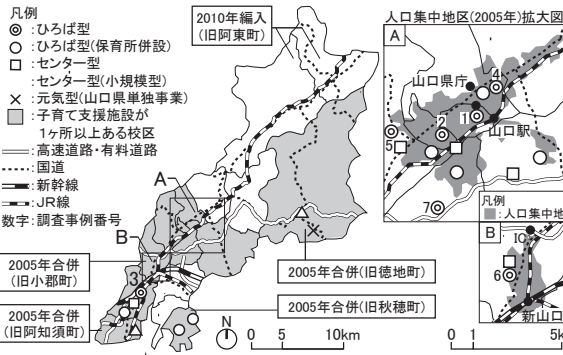 凡例
◎:ひろば型
○:ひろば型(保育所併設)
□:センター型
センター型(小規模型)
×:元気型(山口県単独事業)
:子育て支援施設が
1ヶ所以上ある校区
:高速道路・有料道路
:国道
:新幹線
:JR線
数字:調査事例番号
2010年編入
(旧阿東町)
A
B
3
2005年合併
(旧小郡町)
2005年合併
(旧阿知須町)
2005年合併(旧徳地町)
2005年合併(旧秋穂町)
N
0 5 10km
人口集中地区(2005年)拡大図
A
山口県庁
4
1
2
山口駅
5
7
凡例
:人口集中地
B
IC
6
新山口
0 1 5k